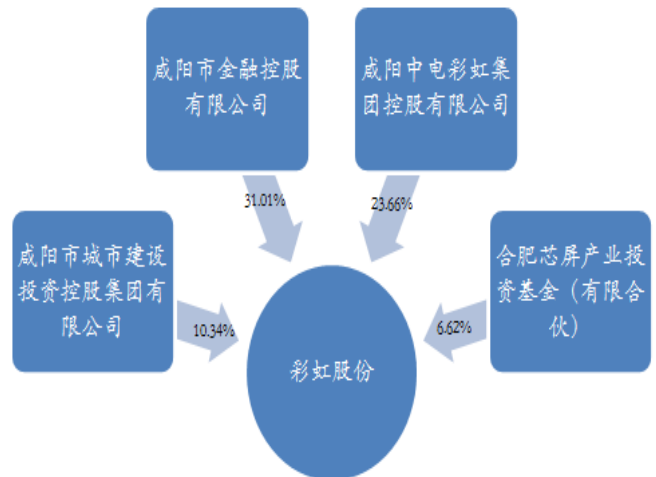 咸阳市金融控股
有限公司
咸阳中电彩虹集
团控股有限公司
31.01%
23.66%
咸阳市城市建设
投资控股集团有
限公司
合肥芯屏产业投
资基金（有限合
伙）
10.34%
6.62%
彩虹股份